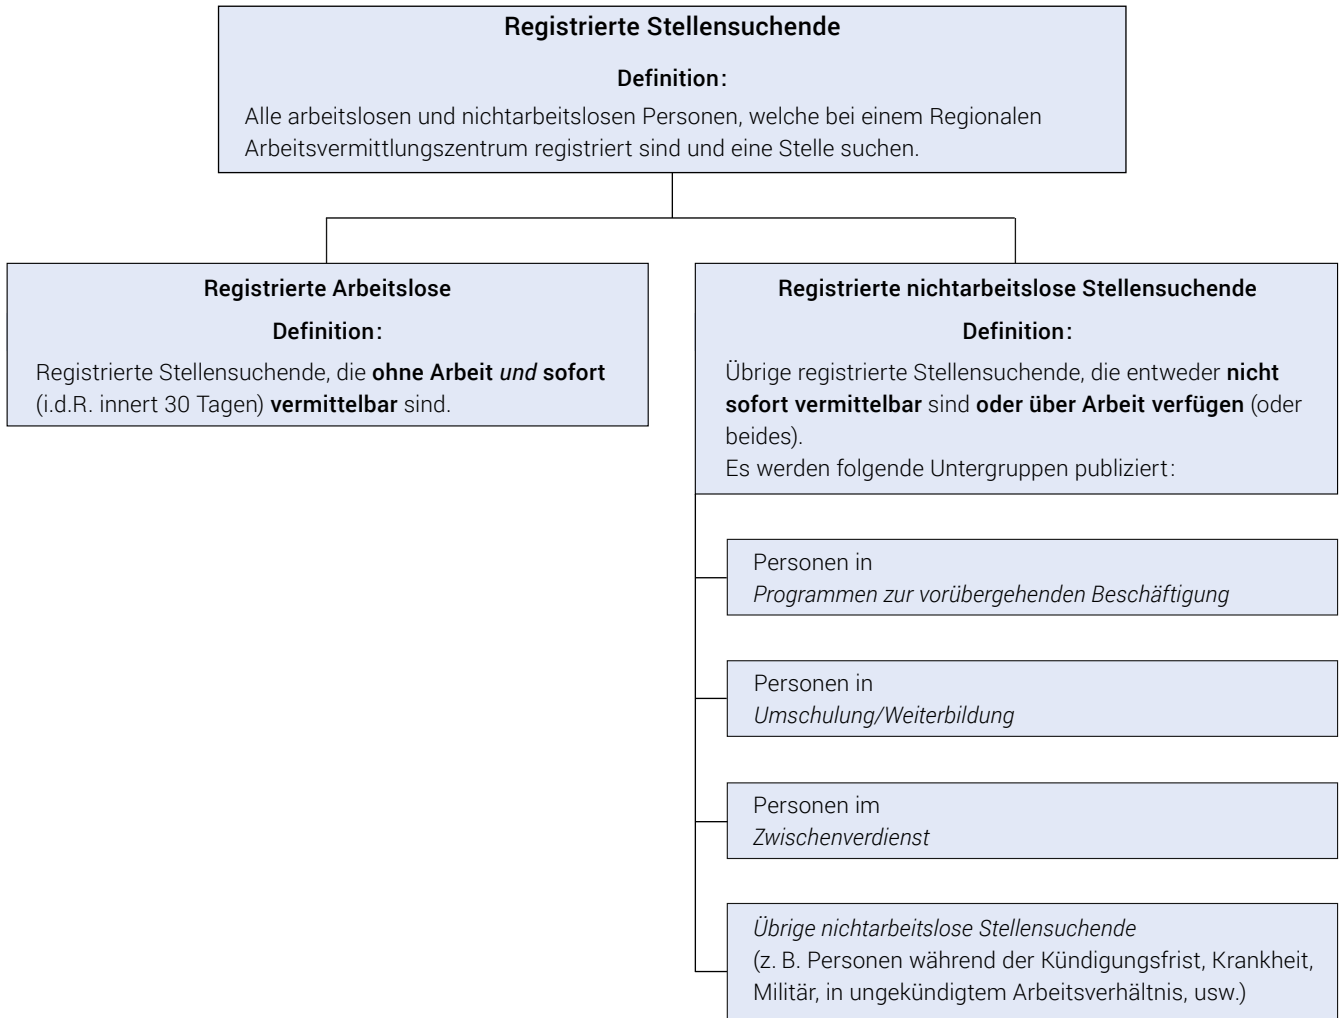 Registrierte Stellensuchende
Definition:
Alle arbeitslosen und nichtarbeitslosen Personen, welche bei einem Regionalen
Arbeitsvermittlungszentrum registriert sind und eine Stelle suchen.
Registrierte Arbeitslose
Definition:
Registrierte Stellensuchende, die ohne Arbeit und sofort
(i.d.R. innert 30 Tagen) vermittelbar sind.
Registrierte nichtarbeitslose Stellensuchende
Definition:
Übrige registrierte Stellensuchende, die entweder nicht
sofort vermittelbar sind oder über Arbeit verfügen (oder
beides).
Es werden folgende Untergruppen publiziert:
Personen in
Programmen zur vorübergehenden Beschäftigung
Personen in
Umschulung/Weiterbildung
Personen im
Zwischenverdienst
Übrige nichtarbeitslose Stellensuchende
(z. B. Personen während der Kündigungsfrist, Krankheit,
Militär, in ungekündigtem Arbeitsverhältnis, usw.)